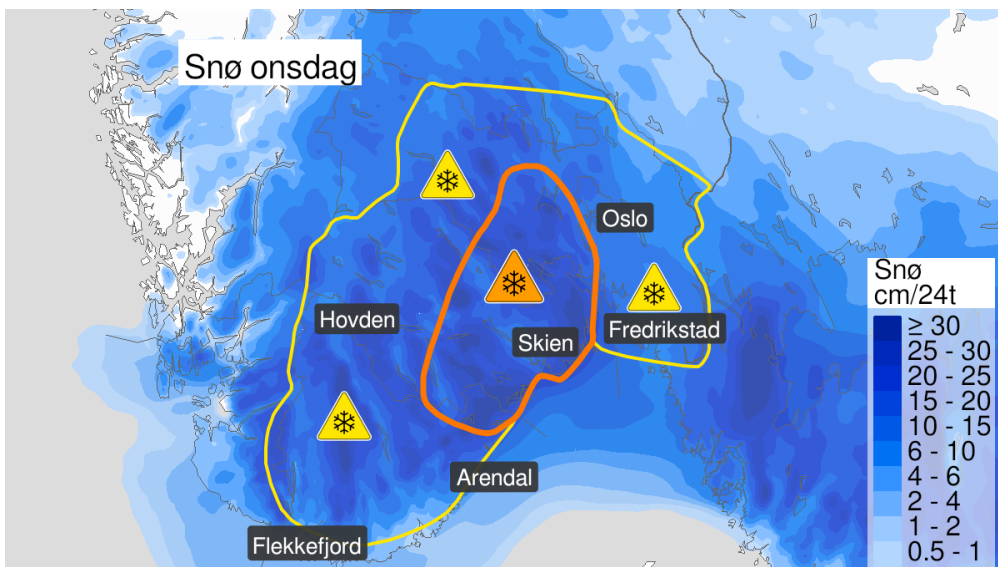 Snø onsdag
Oslo
Hovden
Fredrikstad
Skien
Arendal
Flekkefjord
Snø
cm/24t
≥ 30
25 - 30
20 - 25
15 - 20
10 - 15
6 - 10
4 - 6
2 - 4
1 - 2
0.5 - 1